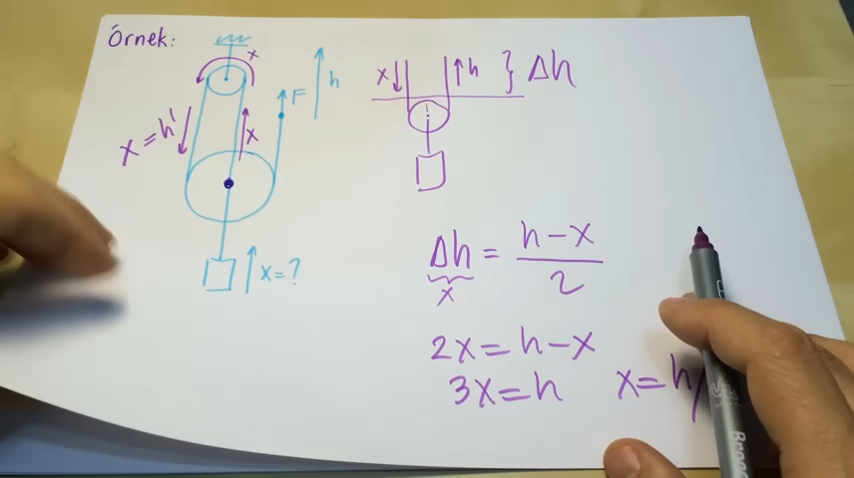 Örnek:
x
F
h
x = h'
x
x = ?
x
h
} Δh
Δh = h-x / 2
x
2x = h-x
3x = h
x = h/